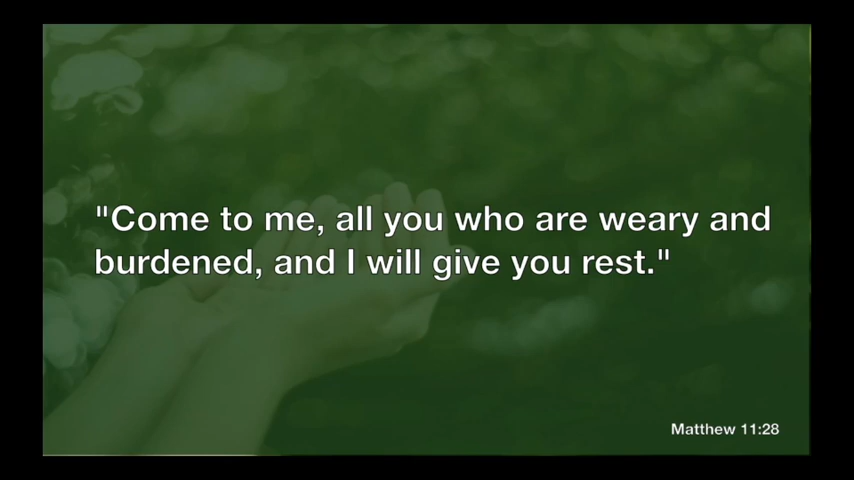 "Come to me, all you who are weary and
burdened, and I will give you rest."
Matthew 11:28